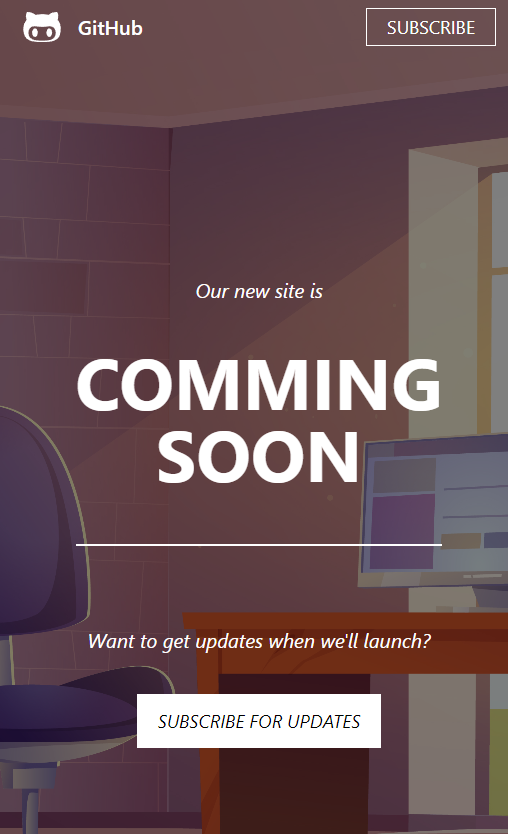 GitHub
SUBSCRIBE
Our new site is
COMMING
SOON
Want to get updates when we'll launch?
SUBSCRIBE FOR UPDATES